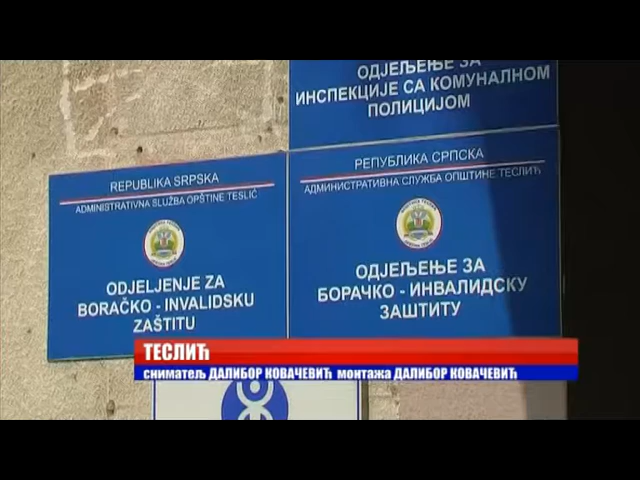 ОДЈЕЉЕЊЕ ЗА
ИНСПЕКЦИЈЕ СА КОМУНАЛНОМ
ПОЛИЦИЈОМ
REPUBLIKA SRPSKA
ADMINISTRATIVNA SLUŽBA OPŠTINE TESLIĆ
ODJELJENJE ZA
BORAČKO - INVALIDSKU
ZAŠTITU
РЕПУБЛИКА СРПСКА
АДМИНИСТРАТИВНА СЛУЖБА ОПШТИНЕ ТЕСЛИЋ
ОДЈЕЉЕЊЕ ЗА
БОРАЧКО - ИНВАЛИДСКУ
ЗАШТИТУ
ТЕСЛИЋ
сниматељ ДАЛИБОР КОВАЧЕВИЋ монтажа ДАЛИБОР КОВАЧЕВИЋ